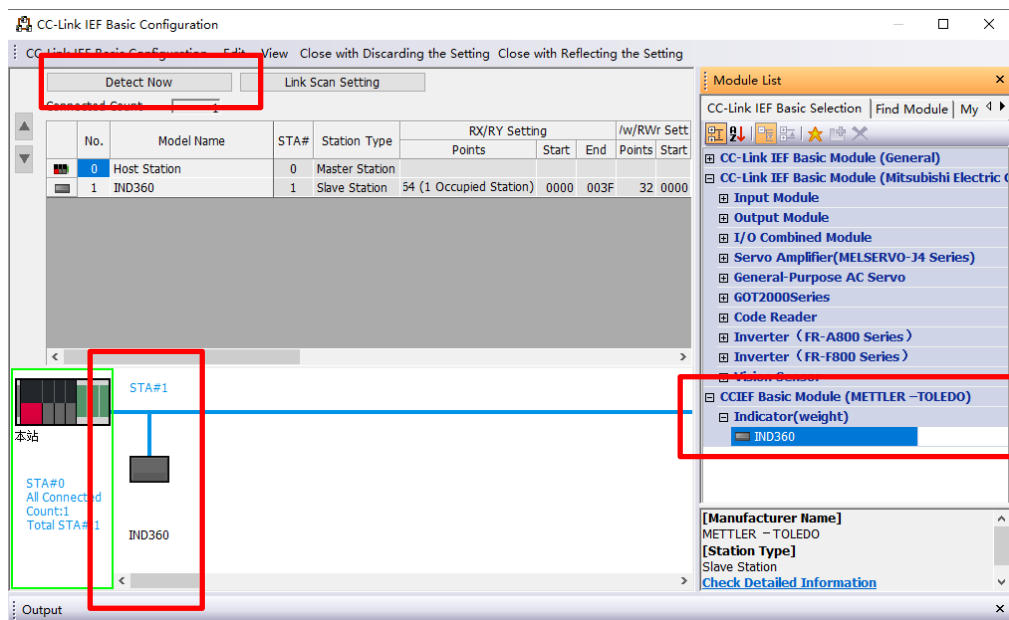 CC-Link IEF Basic Configuration
CC-Link IEF Basic Configuration Edit View Close with Discarding the Setting Close with Reflecting the Setting
Detect Now Link Scan Setting
Connected Count 1
No. Model Name STA# Station Type RX/RY Setting /w/RWr Sett
Points Start End Points Start
0 Host Station 0 Master Station
1 IND360 1 Slave Station 54 (1 Occupied Station) 0000 003F 32 0000
STA#1
本站
STA#0
All Connected
Count:1
Total STA#:1
IND360
Output
Module List
CC-Link IEF Basic Selection Find Module My
CC-Link IEF Basic Module (General)
CC-Link IEF Basic Module (Mitsubishi Electric C
Input Module
Output Module
I/O Combined Module
Servo Amplifier(MELSERVO-J4 Series)
General-Purpose AC Servo
GOT2000Series
Code Reader
Inverter（FR-A800 Series）
Inverter（FR-F800 Series）
Vision Sensor
CCIEF Basic Module (METTLER −TOLEDO)
Indicator(weight)
IND360
[Manufacturer Name]
METTLER −TOLEDO
[Station Type]
Slave Station
Check Detailed Information